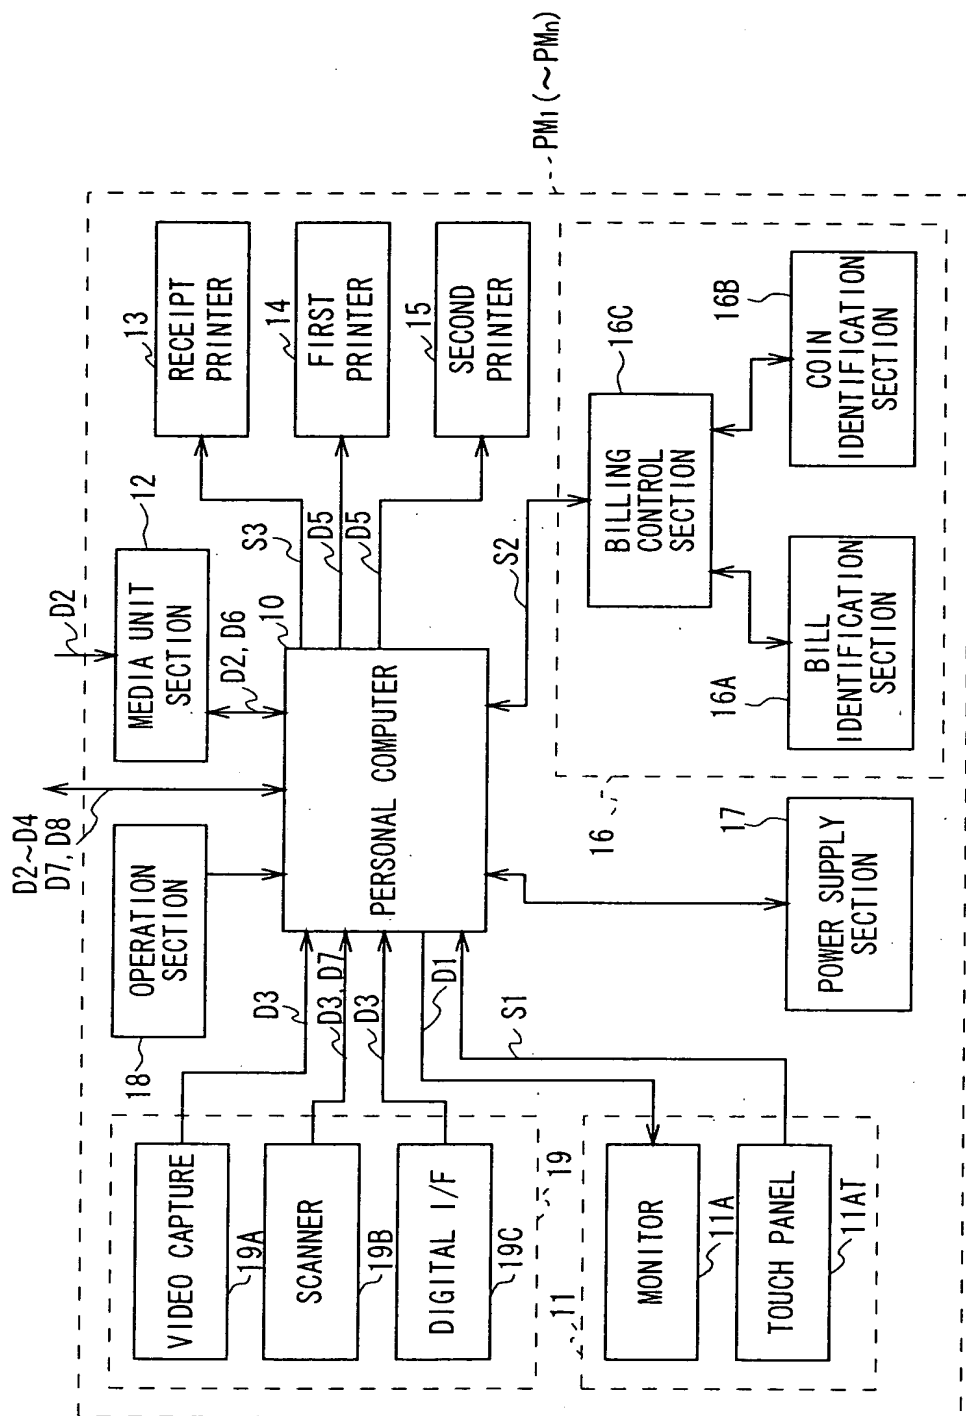 PM1 (~PMn)
D2~D4
D7, D8
D2
12
MEDIA UNIT
SECTION
D2, D6
18
OPERATION
SECTION
10
PERSONAL COMPUTER
13
RECEIPT
PRINTER
14
FIRST
PRINTER
15
SECOND
PRINTER
S3
D5
D5
S2
VIDEO CAPTURE
19A
SCANNER
19B
DIGITAL I/F
19C
19
D3
D3, D7
D3
D1
S1
11
MONITOR
11A
TOUCH PANEL
11AT
17
POWER SUPPLY
SECTION
16
16C
BILLING
CONTROL
SECTION
16A
BILL
IDENTIFICATION
SECTION
16B
COIN
IDENTIFICATION
SECTION